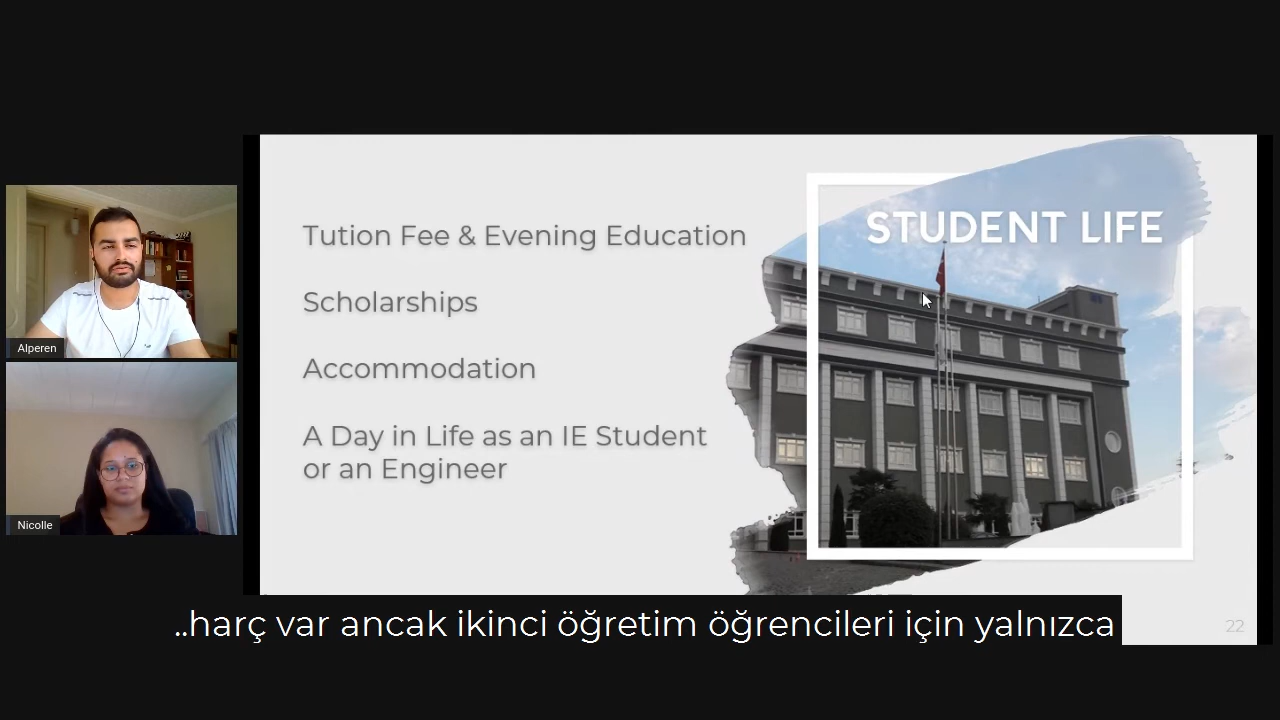 Alperen
Nicolle
Tution Fee & Evening Education
Scholarships
Accommodation
A Day in Life as an IE Student
or an Engineer
STUDENT LIFE
..harç var ancak ikinci öğretim öğrencileri için yalnızca
22